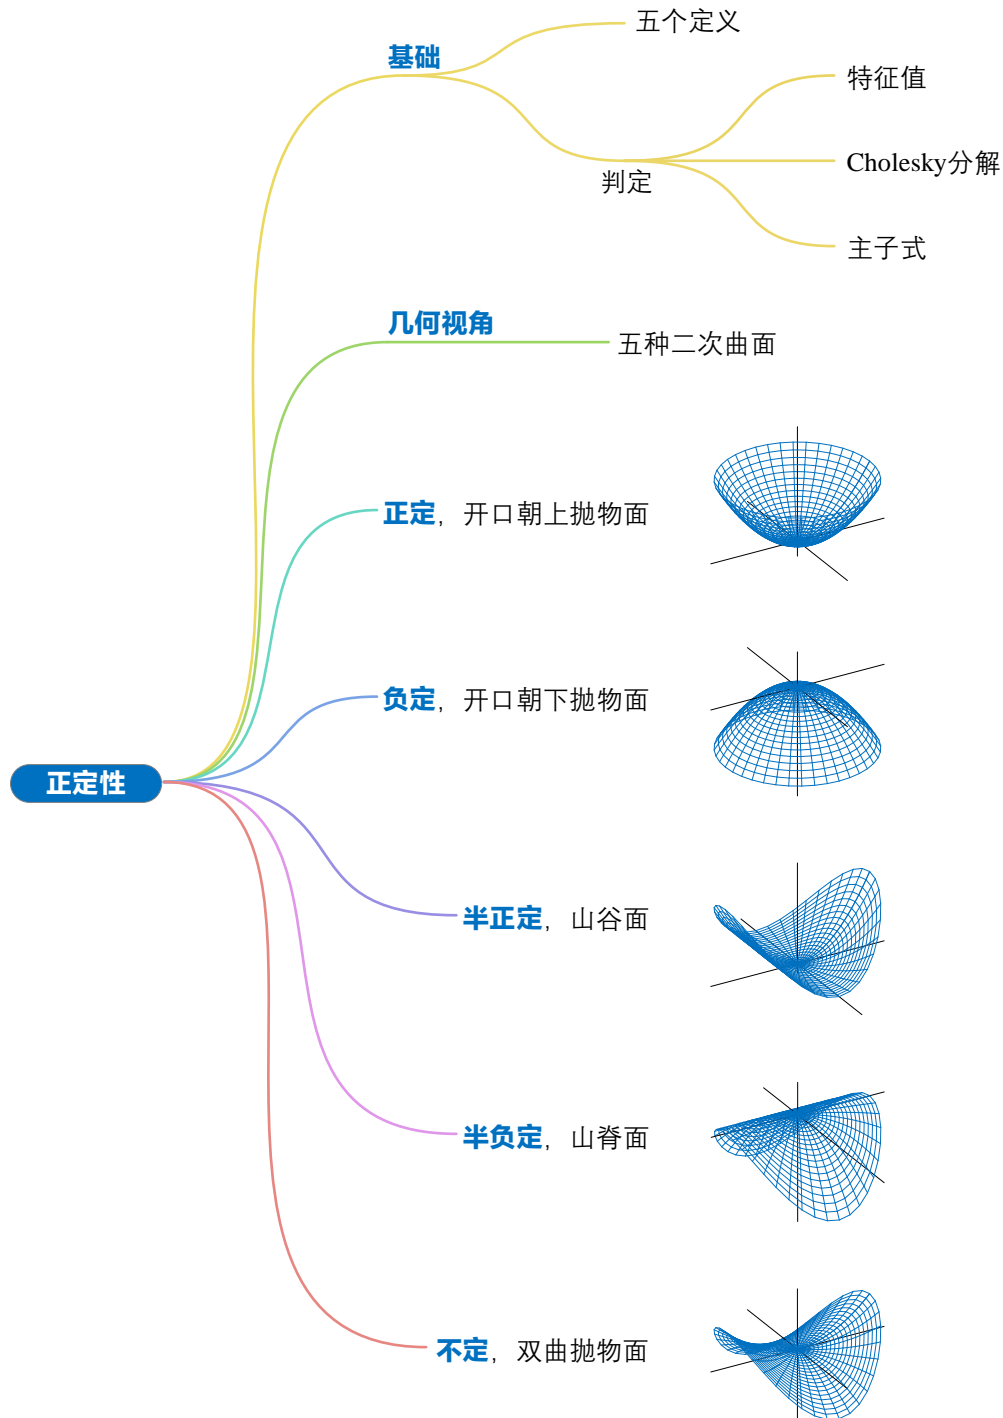 五个定义
基础
特征值
Cholesky分解
判定
主子式
几何视角
五种二次曲面
正定，开口朝上抛物面
负定，开口朝下抛物面
正定性
半正定，山谷面
半负定，山脊面
不定，双曲抛物面